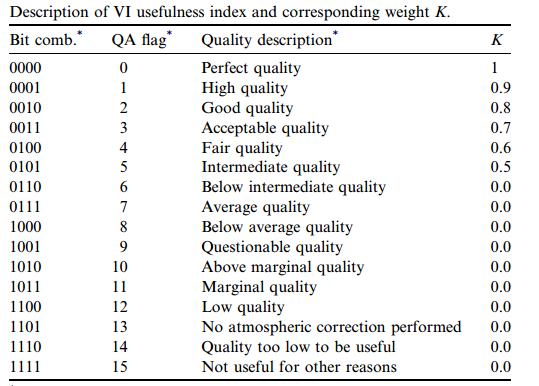 Description of VI usefulness index and corresponding weight K.
Bit comb.* QA flag* Quality description* K
0000 0 Perfect quality 1
0001 1 High quality 0.9
0010 2 Good quality 0.8
0011 3 Acceptable quality 0.7
0100 4 Fair quality 0.6
0101 5 Intermediate quality 0.5
0110 6 Below intermediate quality 0.0
0111 7 Average quality 0.0
1000 8 Below average quality 0.0
1001 9 Questionable quality 0.0
1010 10 Above marginal quality 0.0
1011 11 Marginal quality 0.0
1100 12 Low quality 0.0
1101 13 No atmospheric correction performed 0.0
1110 14 Quality too low to be useful 0.0
1111 15 Not useful for other reasons 0.0